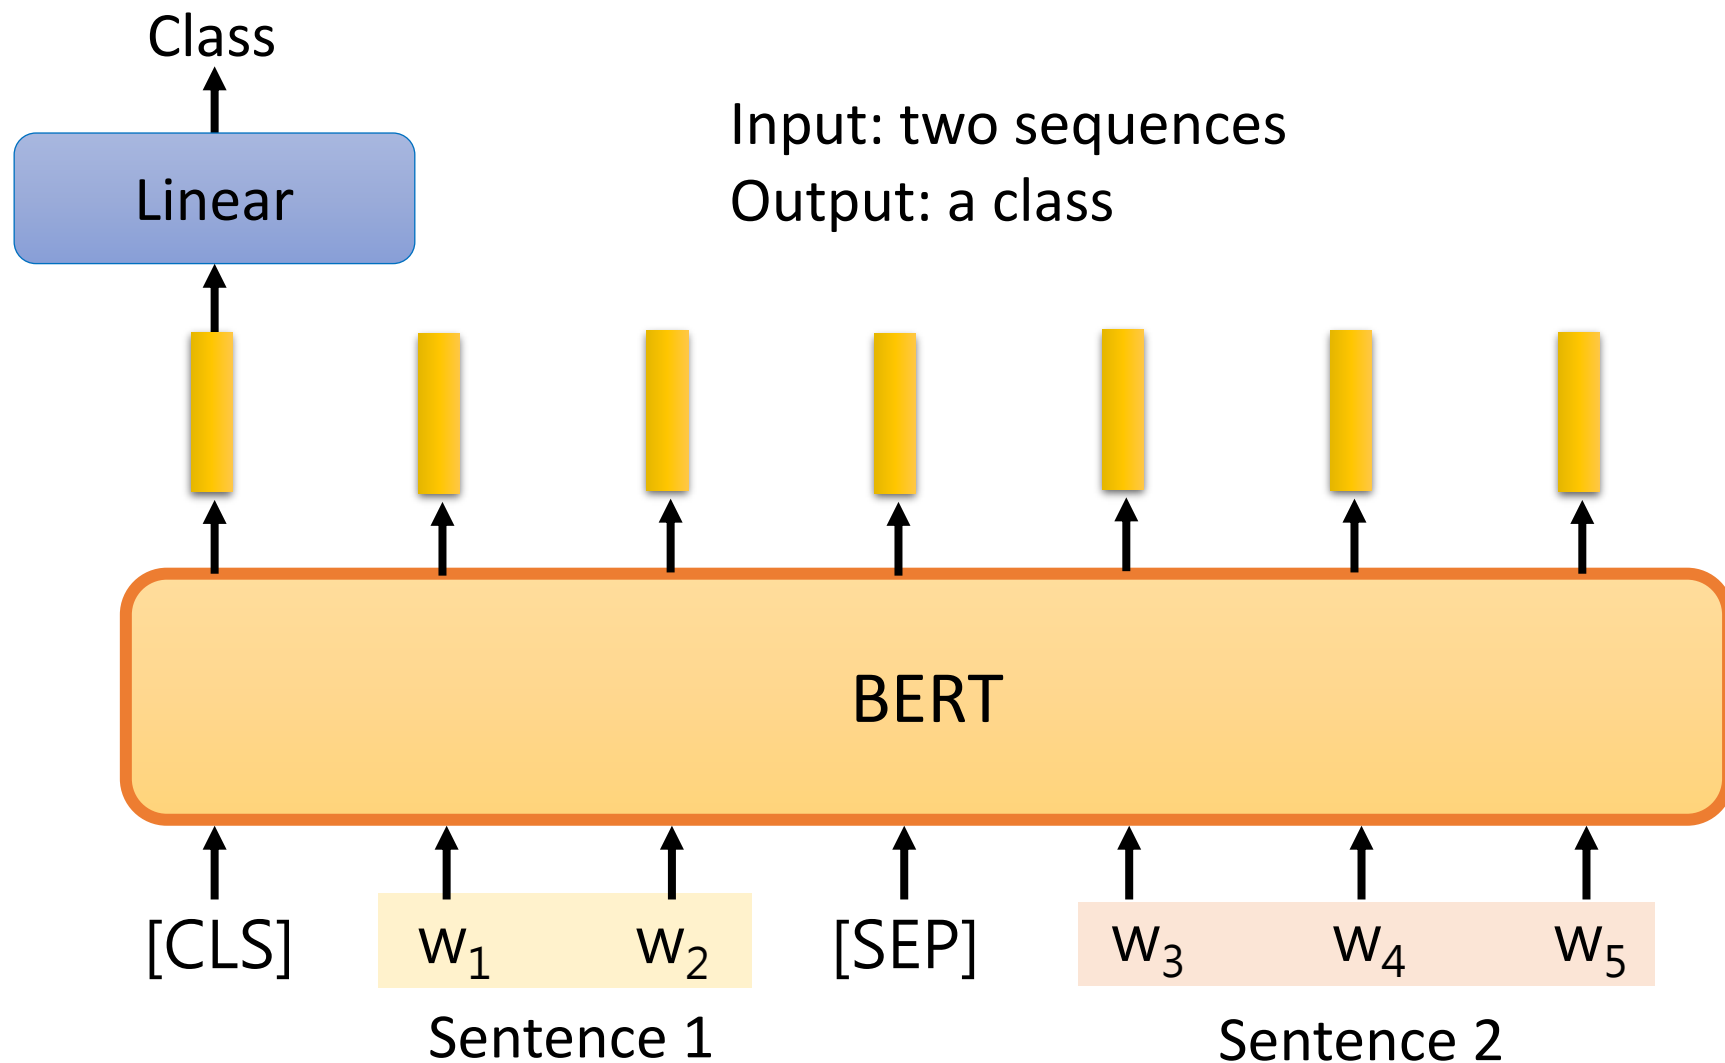 Class
Input: two sequences
Linear
Output: a class
BERT
[CLS] w₁ w₂ [SEP] w₃ w₄ w₅
Sentence 1 Sentence 2